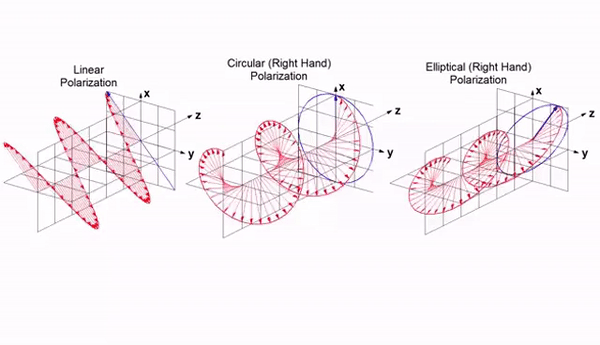 Linear
Polarization
x
z
y
Circular (Right Hand)
Polarization
x
z
y
Elliptical (Right Hand)
Polarization
x
z
y